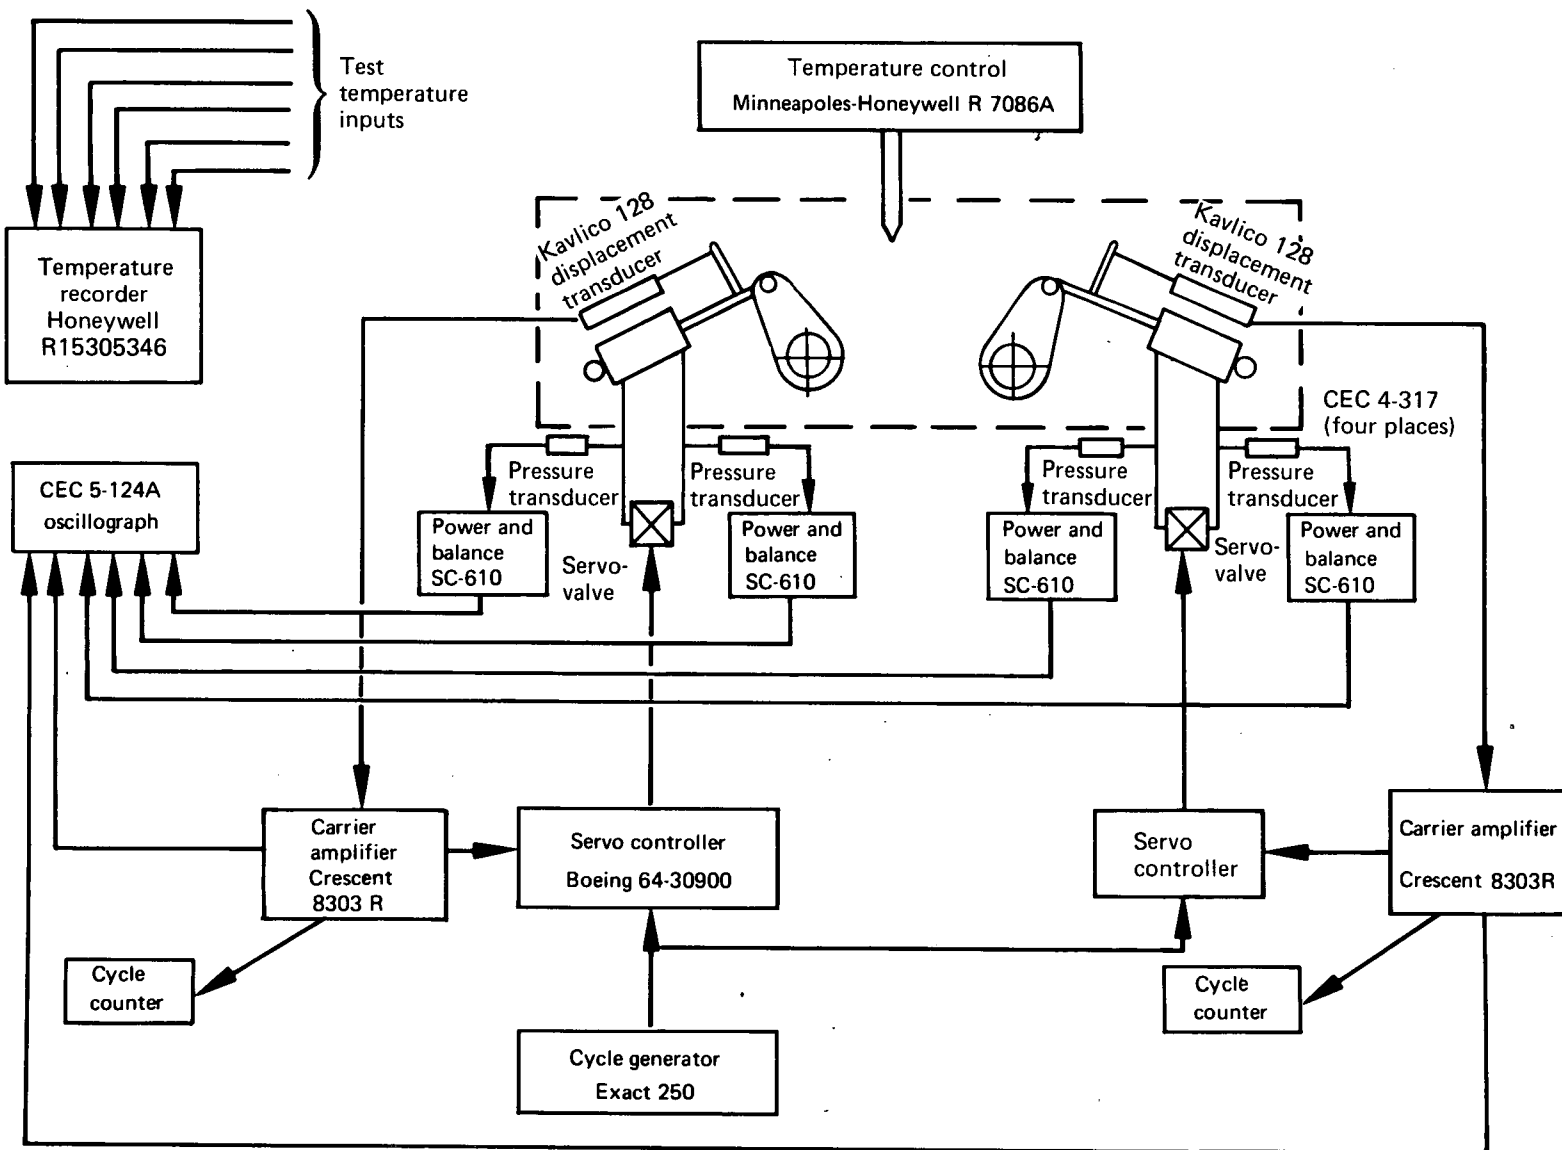 Test
temperature
inputs
Temperature control
Minneapoles-Honeywell R 7086A
Temperature
recorder
Honeywell
R15305346
Kavlico 128
displacement
transducer
Kavlico 128
displacement
transducer
CEC 4-317
(four places)
CEC 5-124A
oscillograph
Pressure
transducer
Pressure
transducer
Pressure
transducer
Pressure
transducer
Power and
balance
SC-610
Servo-
valve
Power and
balance
SC-610
Power and
balance
SC-610
Servo-
valve
Power and
balance
SC-610
Carrier
amplifier
Crescent
8303 R
Servo controller
Boeing 64-30900
Servo
controller
Carrier amplifier
Crescent 8303R
Cycle
counter
Cycle generator
Exact 250
Cycle
counter